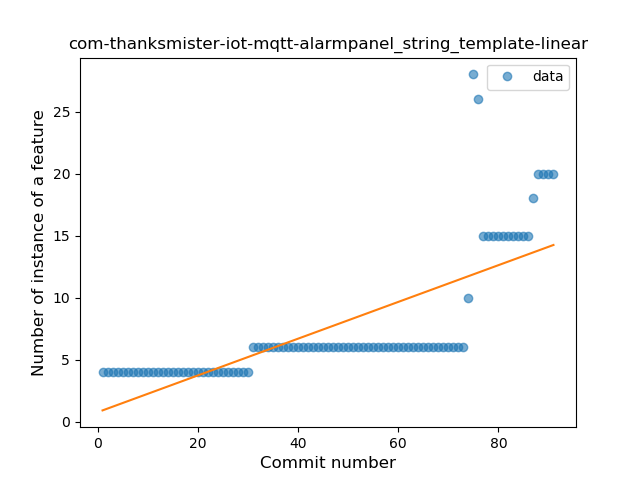 com-thanksmister-iot-mqtt-alarmpanel_string_template-linear
data
Number of instance of a feature
25
20
15
10
5
0
0 20 40 60 80
Commit number